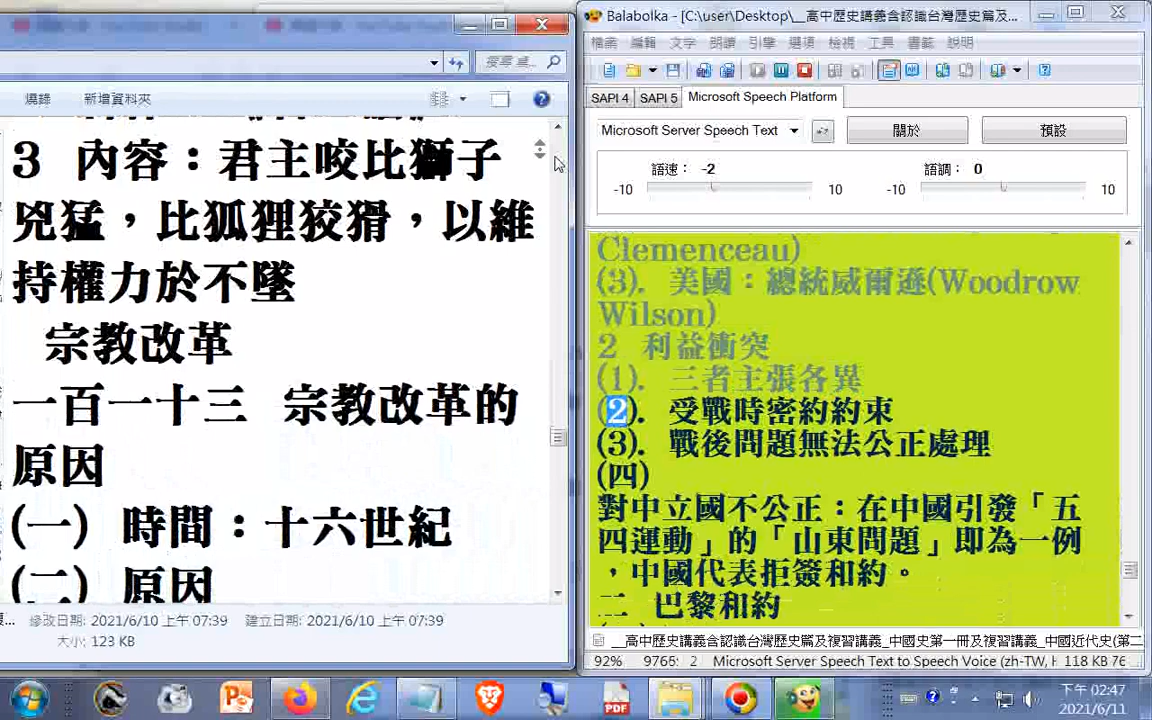 搜尋 桌...
燒錄 新增資料夾
3 內容：君主咬比獅子
兇猛，比狐狸狡猾，以維
持權力於不墜
宗教改革
一百一十三 宗教改革的
原因
(一) 時間：十六世紀
(二) 原因
修改日期: 2021/6/10 上午 07:39 建立日期: 2021/6/10 上午 07:39
大小: 123 KB
Balabolka - [C:\user\Desktop\__高中歷史講義含認識台灣歷史篇及...
檔案 編輯 文字 朗讀 引擎 選項 檢視 工具 書籤 說明
SAPI 4 SAPI 5 Microsoft Speech Platform
Microsoft Server Speech Text 關於 預設
語速： -2 語調： 0
-10 10 -10 10
Clemenceau)
(3). 美國：總統威爾遜(Woodrow
Wilson)
2 利益衝突
(1). 三者主張各異
(2). 受戰時密約約束
(3). 戰後問題無法公正處理
(四)
對中立國不公正：在中國引發「五
四運動」的「山東問題」即為一例
，中國代表拒簽和約。
二 巴黎和約
__高中歷史講義含認識台灣歷史篇及複習講義_中國史第一冊及複習講義_中國近代史(第二
92% 9765: 2 Microsoft Server Speech Text to Speech Voice (zh-TW, H 118 KB 76
PDF
下午 02:47
2021/6/11